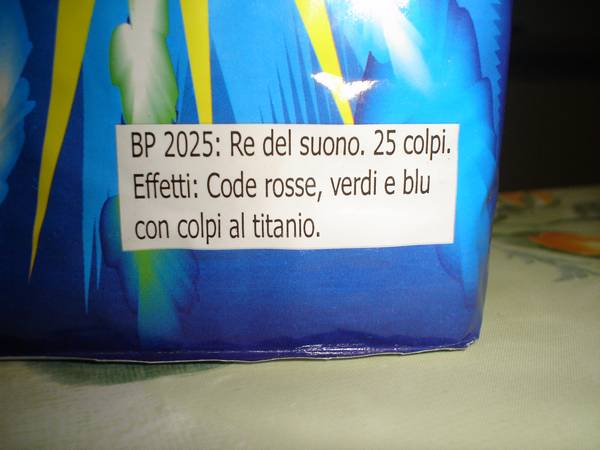 BP 2025: Re del suono. 25 colpi.
Effetti: Code rosse, verdi e blu
con colpi al titanio.